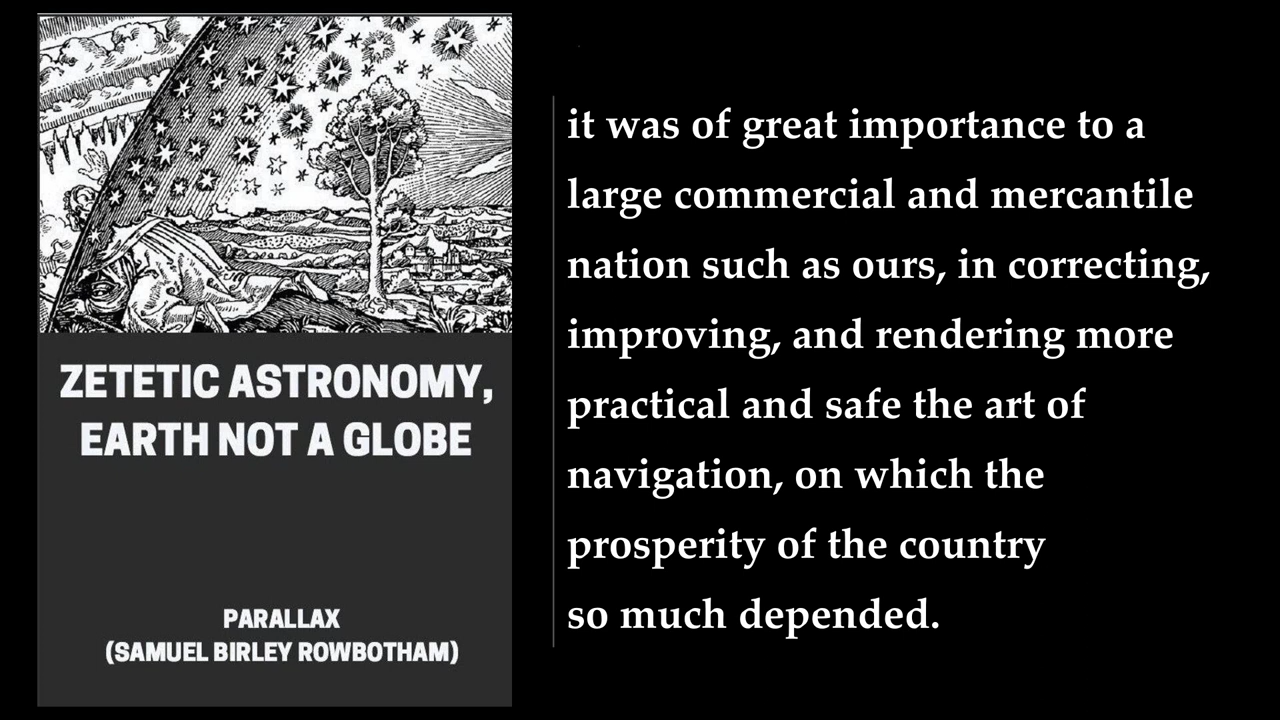 ZETETIC ASTRONOMY,
EARTH NOT A GLOBE
PARALLAX
(SAMUEL BIRLEY ROWBOTHAM)
it was of great importance to a
large commercial and mercantile
nation such as ours, in correcting,
improving, and rendering more
practical and safe the art of
navigation, on which the
prosperity of the country
so much depended.